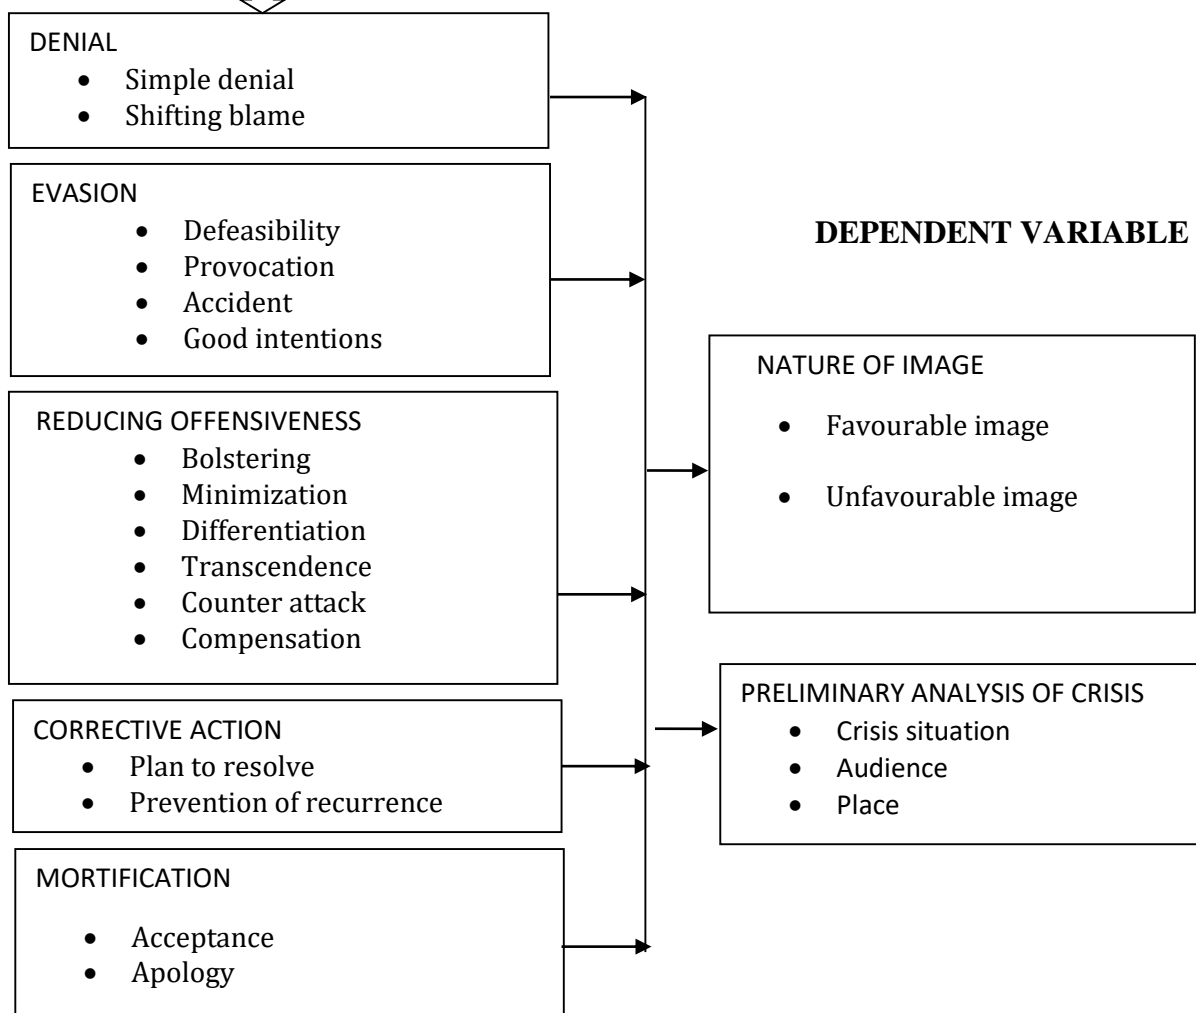 DENIAL
• Simple denial
• Shifting blame
EVASION
• Defeasibility
• Provocation
• Accident
• Good intentions
REDUCING OFFENSIVENESS
• Bolstering
• Minimization
• Differentiation
• Transcendence
• Counter attack
• Compensation
CORRECTIVE ACTION
• Plan to resolve
• Prevention of recurrence
MORTIFICATION
• Acceptance
• Apology
DEPENDENT VARIABLE
NATURE OF IMAGE
• Favourable image
• Unfavourable image
PRELIMINARY ANALYSIS OF CRISIS
• Crisis situation
• Audience
• Place